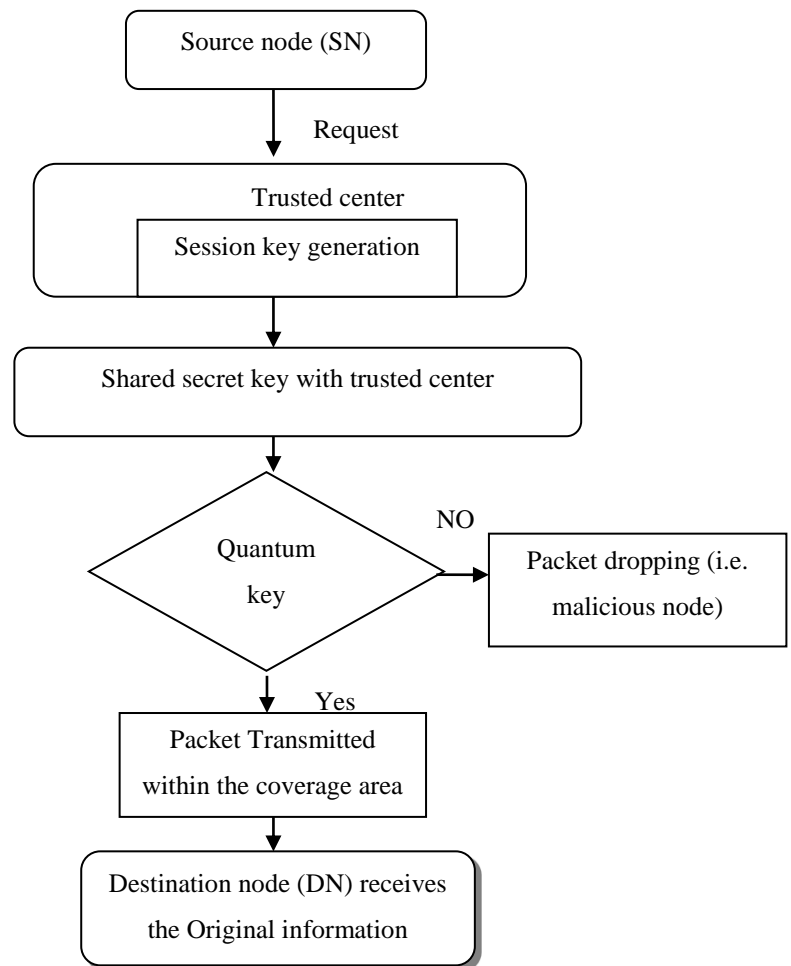 Source node (SN)
Request
Trusted center
Session key generation
Shared secret key with trusted center
Quantum
key
NO
Packet dropping (i.e.
malicious node)
Yes
Packet Transmitted
within the coverage area
Destination node (DN) receives
the Original information